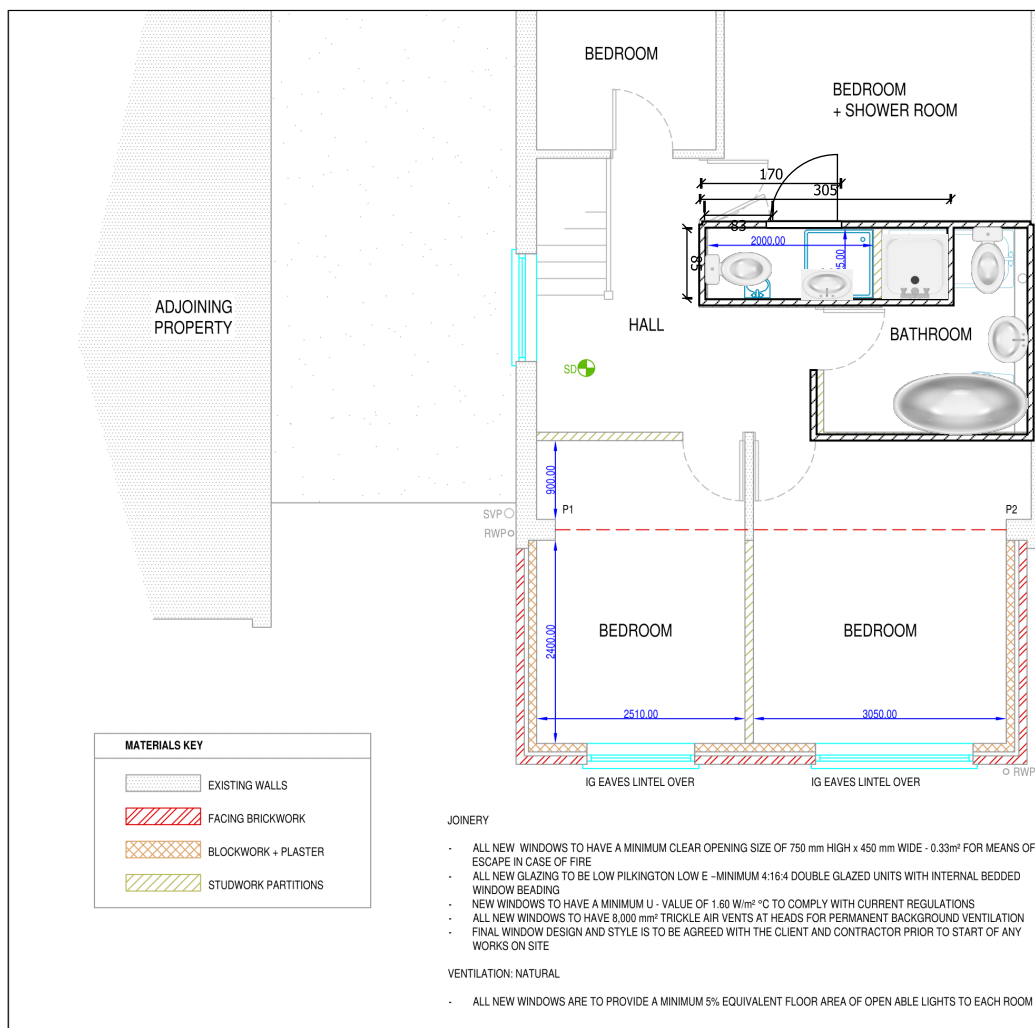 BEDROOM
BEDROOM
+ SHOWER ROOM
170
305
83
2000.00
85
ADJOINING
PROPERTY
HALL
BATHROOM
SD
900.00
P1
P2
SVP
RWP
BEDROOM
BEDROOM
2400.00
2510.00
3050.00
RWP
IG EAVES LINTEL OVER
IG EAVES LINTEL OVER
MATERIALS KEY
EXISTING WALLS
FACING BRICKWORK
BLOCKWORK + PLASTER
STUDWORK PARTITIONS
JOINERY
- ALL NEW WINDOWS TO HAVE A MINIMUM CLEAR OPENING SIZE OF 750 mm HIGH x 450 mm WIDE - 0.33m² FOR MEANS OF
ESCAPE IN CASE OF FIRE
- ALL NEW GLAZING TO BE LOW PILKINGTON LOW E –MINIMUM 4:16:4 DOUBLE GLAZED UNITS WITH INTERNAL BEDDED
WINDOW BEADING
- NEW WINDOWS TO HAVE A MINIMUM U - VALUE OF 1.60 W/m² °C TO COMPLY WITH CURRENT REGULATIONS
- ALL NEW WINDOWS TO HAVE 8,000 mm² TRICKLE AIR VENTS AT HEADS FOR PERMANENT BACKGROUND VENTILATION
- FINAL WINDOW DESIGN AND STYLE IS TO BE AGREED WITH THE CLIENT AND CONTRACTOR PRIOR TO START OF ANY
WORKS ON SITE
VENTILATION: NATURAL
- ALL NEW WINDOWS ARE TO PROVIDE A MINIMUM 5% EQUIVALENT FLOOR AREA OF OPEN ABLE LIGHTS TO EACH ROOM